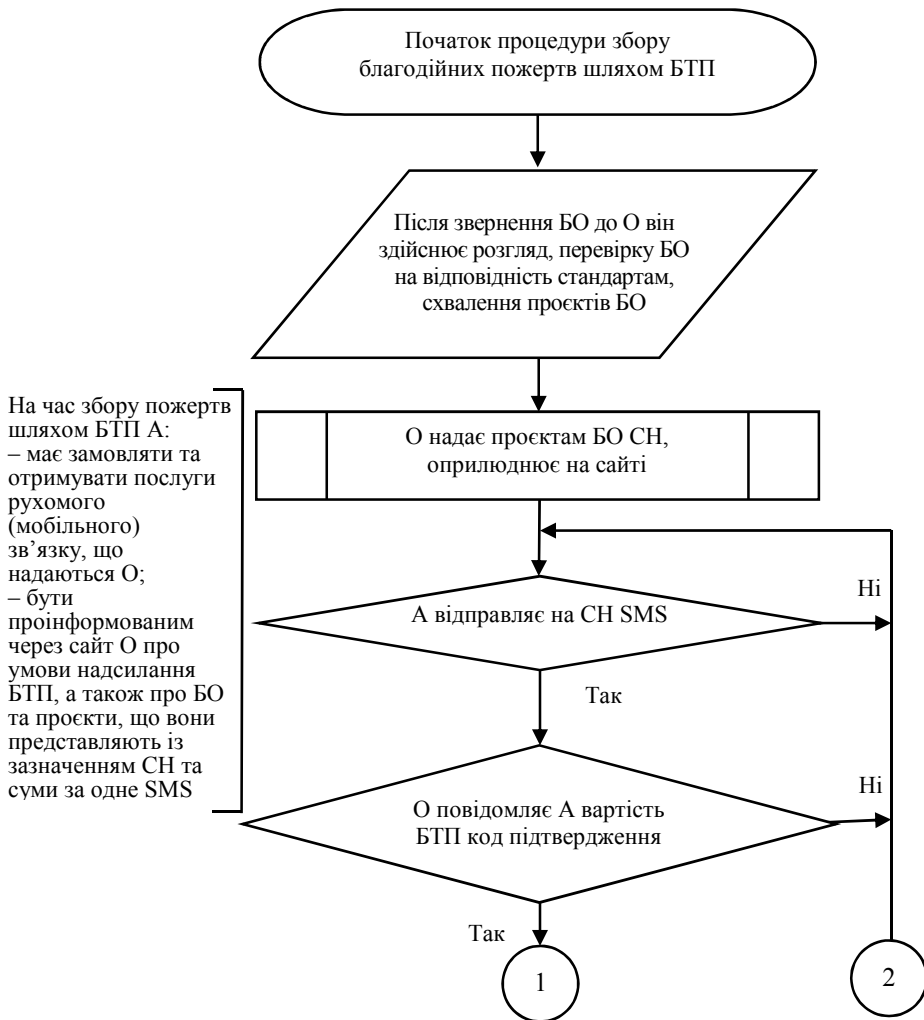 Початок процедури збору
благодійних пожертв шляхом БТП
Після звернення БО до О він
здійснює розгляд, перевірку БО
на відповідність стандартам,
схвалення проєктів БО
О надає проєктам БО СН,
оприлюднює на сайті
На час збору пожертв
шляхом БТП А:
– має замовляти та
отримувати послуги
рухомого
(мобільного)
зв’язку, що
надаються О;
– бути
проінформованим
через сайт О про
умови надсилання
БТП, а також про БО
та проєкти, що вони
представляють із
зазначенням СН та
суми за одне SMS
А відправляє на СН SMS
Ні
Так
О повідомляє А вартість
БТП код підтвердження
Ні
Так
1
2